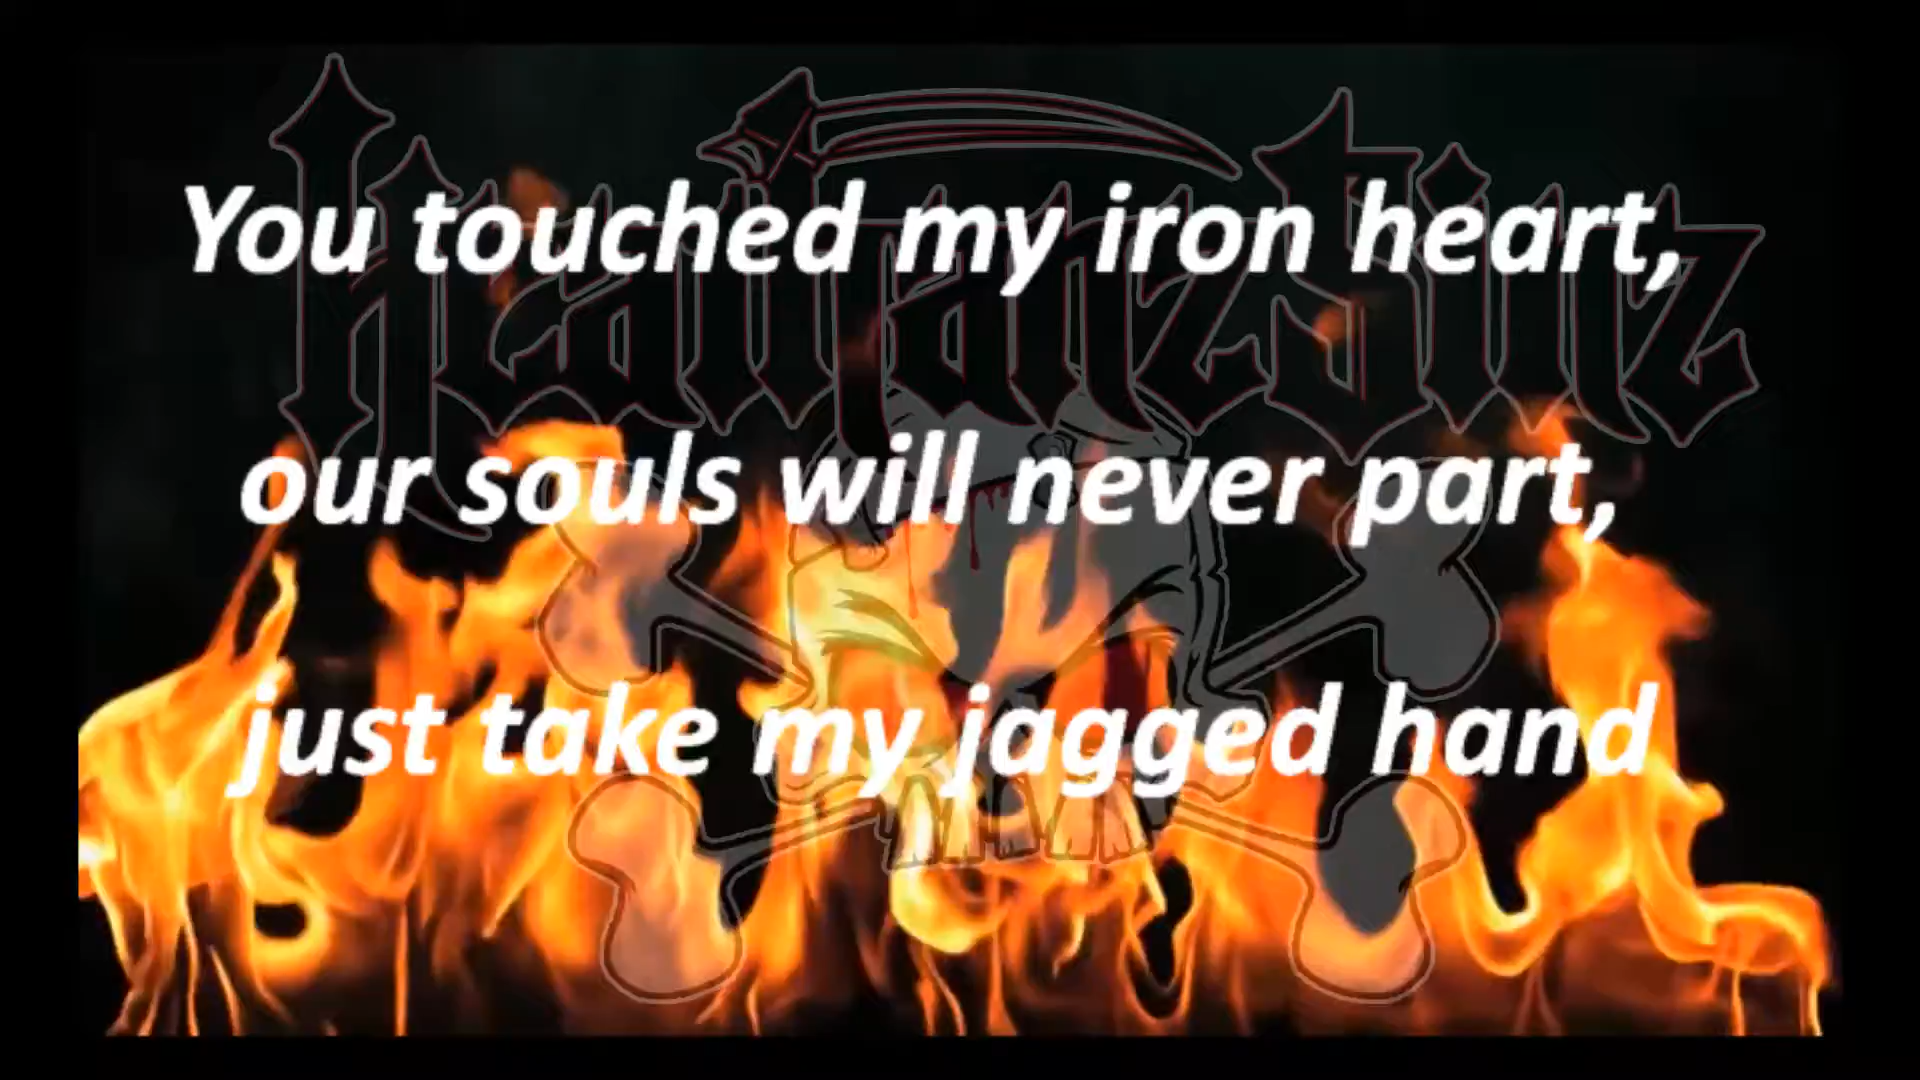 You touched my iron heart,
our souls will never part,
just take my jagged hand